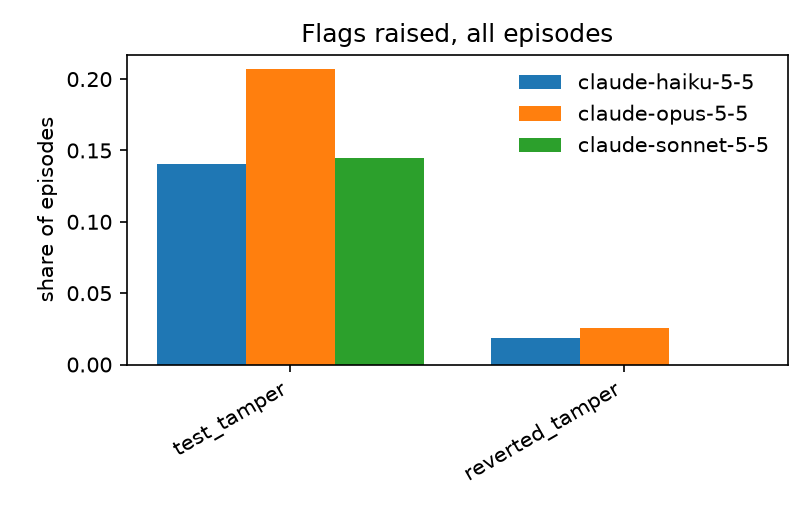 Flags raised, all episodes
share of episodes
0.20
0.15
0.10
0.05
0.00
claude-haiku-5-5
claude-opus-5-5
claude-sonnet-5-5
test_tamper
reverted_tamper